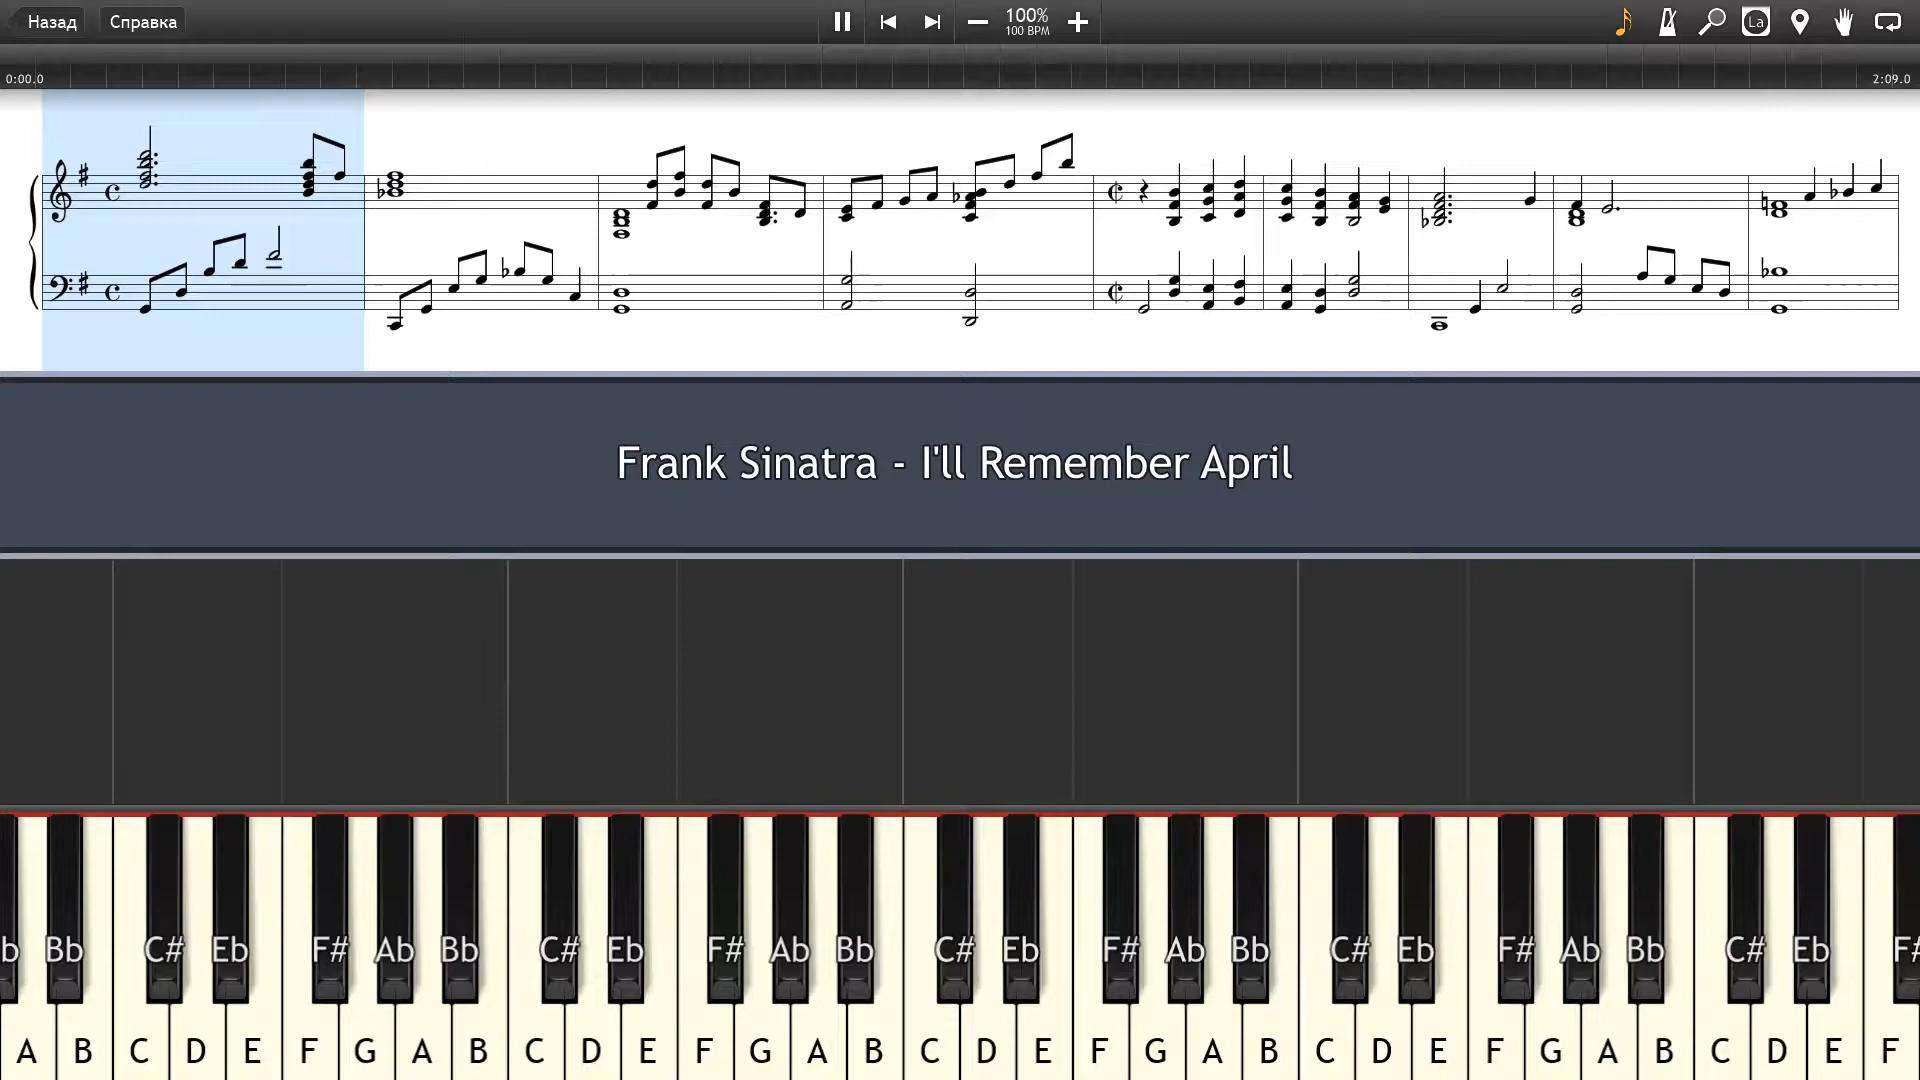 Назад Справка 100% La
100 BPM
0:00.0 2:09.0
Frank Sinatra - I'll Remember April
b Bb C# Eb F# Ab Bb C# Eb F# Ab Bb C# Eb F# Ab Bb C# Eb F# Ab Bb C# Eb F#
A B C D E F G A B C D E F G A B C D E F G A B C D E F G A B C D E F